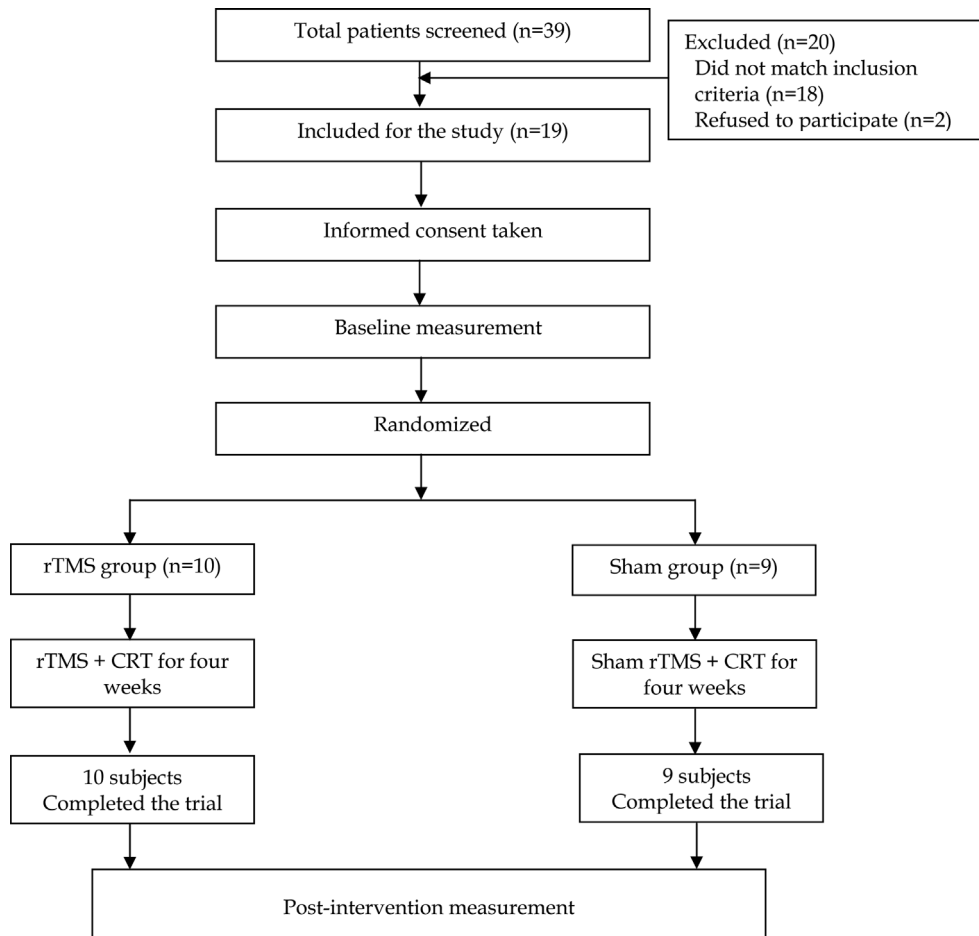 Total patients screened (n=39)
Excluded (n=20)
Did not match inclusion
criteria (n=18)
Refused to participate (n=2)
Included for the study (n=19)
Informed consent taken
Baseline measurement
Randomized
rTMS group (n=10)
Sham group (n=9)
rTMS + CRT for four
weeks
Sham rTMS + CRT for
four weeks
10 subjects
Completed the trial
9 subjects
Completed the trial
Post-intervention measurement